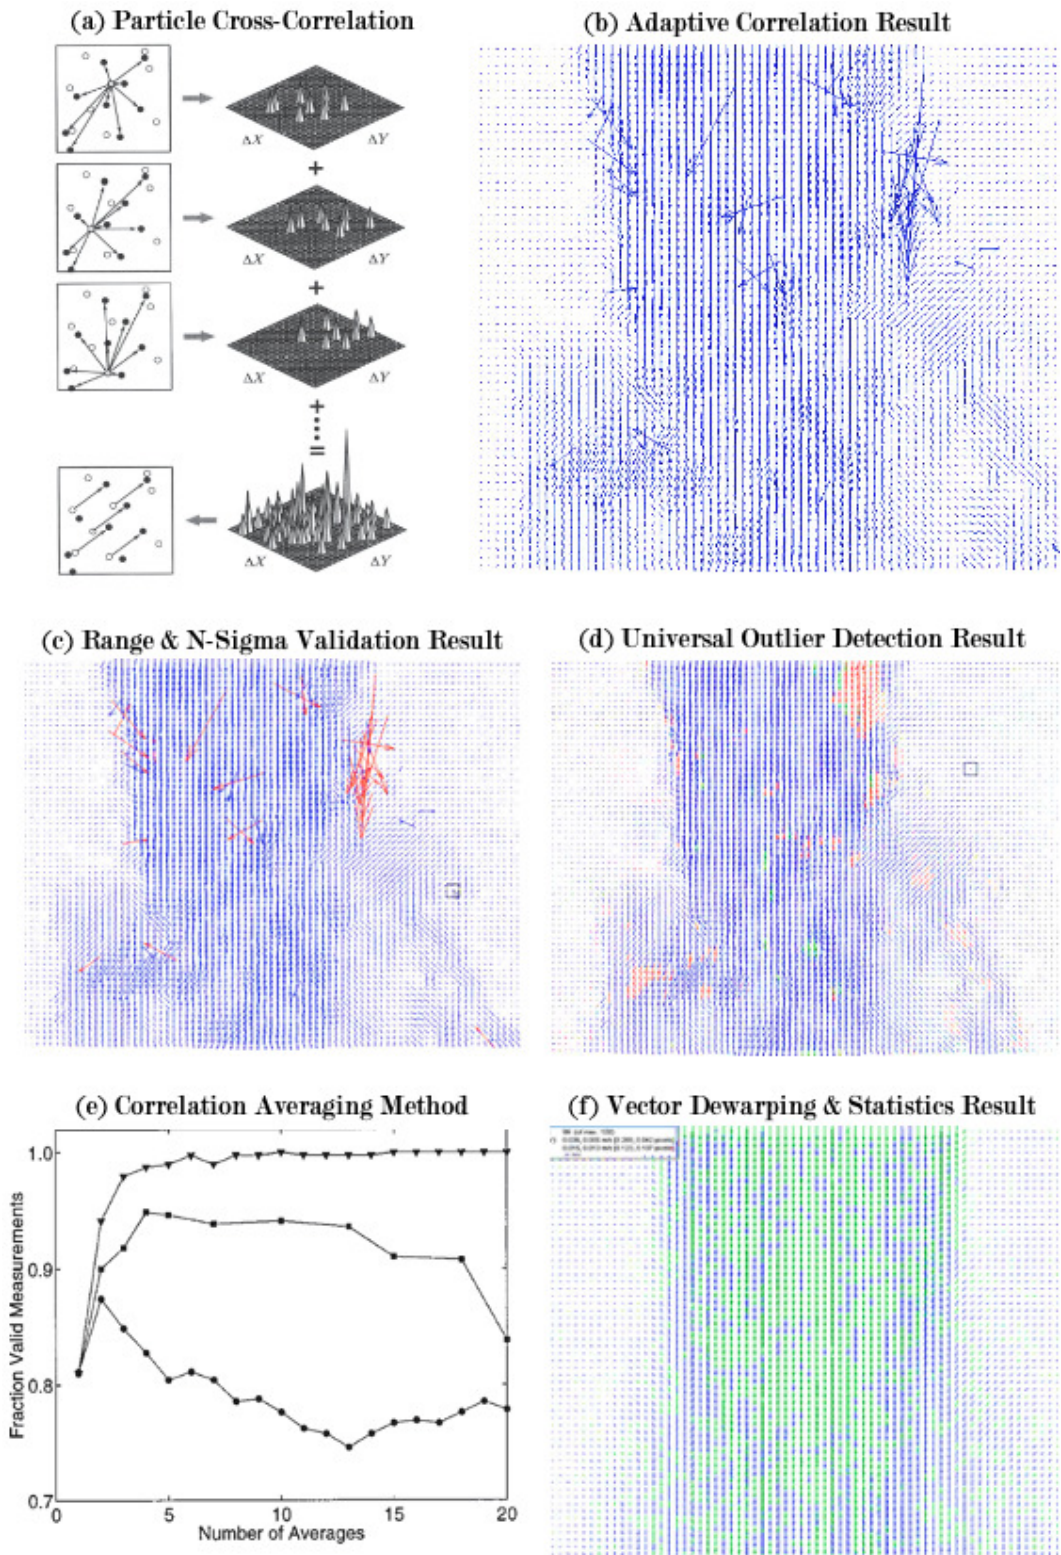 (a) Particle Cross-Correlation
(b) Adaptive Correlation Result
ΔX ΔY
+
ΔX ΔY
+
ΔX ΔY
+
=
ΔX ΔY
(c) Range & N-Sigma Validation Result
(d) Universal Outlier Detection Result
(e) Correlation Averaging Method
1.0
0.9
0.8
0.7
Fraction Valid Measurements
0 5 10 15 20
Number of Averages
(f) Vector Dewarping & Statistics Result